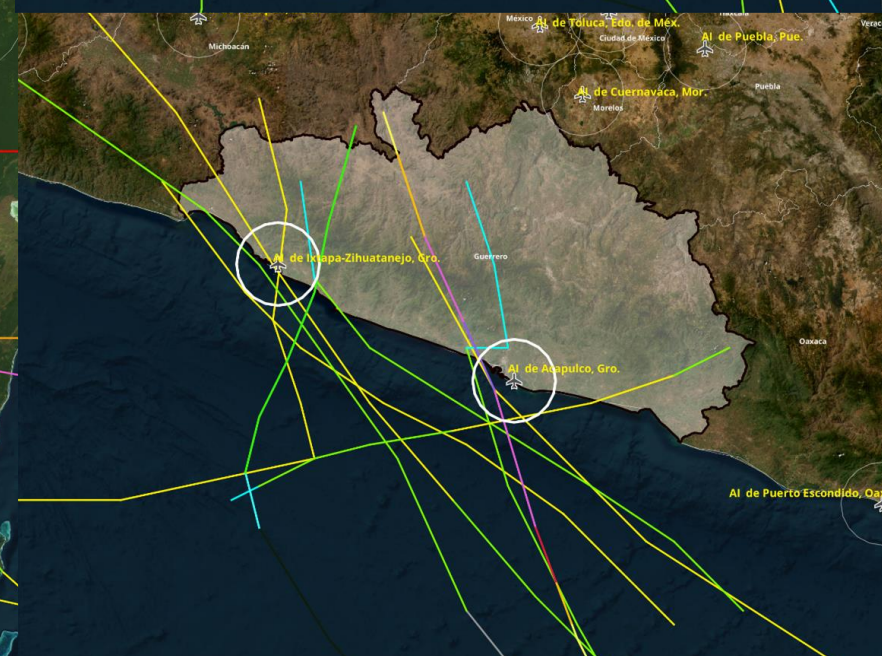 México
AI de Toluca, Edo. de Méx.
Ciudad de México
AI de Puebla, Pue.
Michoacán
Puebla
AI de Cuernavaca, Mor.
Morelos
AI de Ixtapa-Zihuatanejo, Gro.
Guerrero
Oaxaca
AI de Acapulco, Gro.
AI de Puerto Escondido, Oa